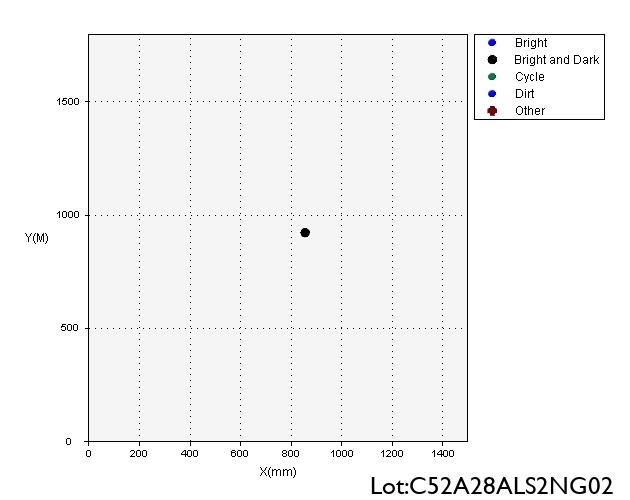 Bright
Bright and Dark
Cycle
Dirt
Other
1500
1000
Y(M)
500
0
0 200 400 600 800 1000 1200 1400
X(mm)
Lot:C52A28ALS2NG02